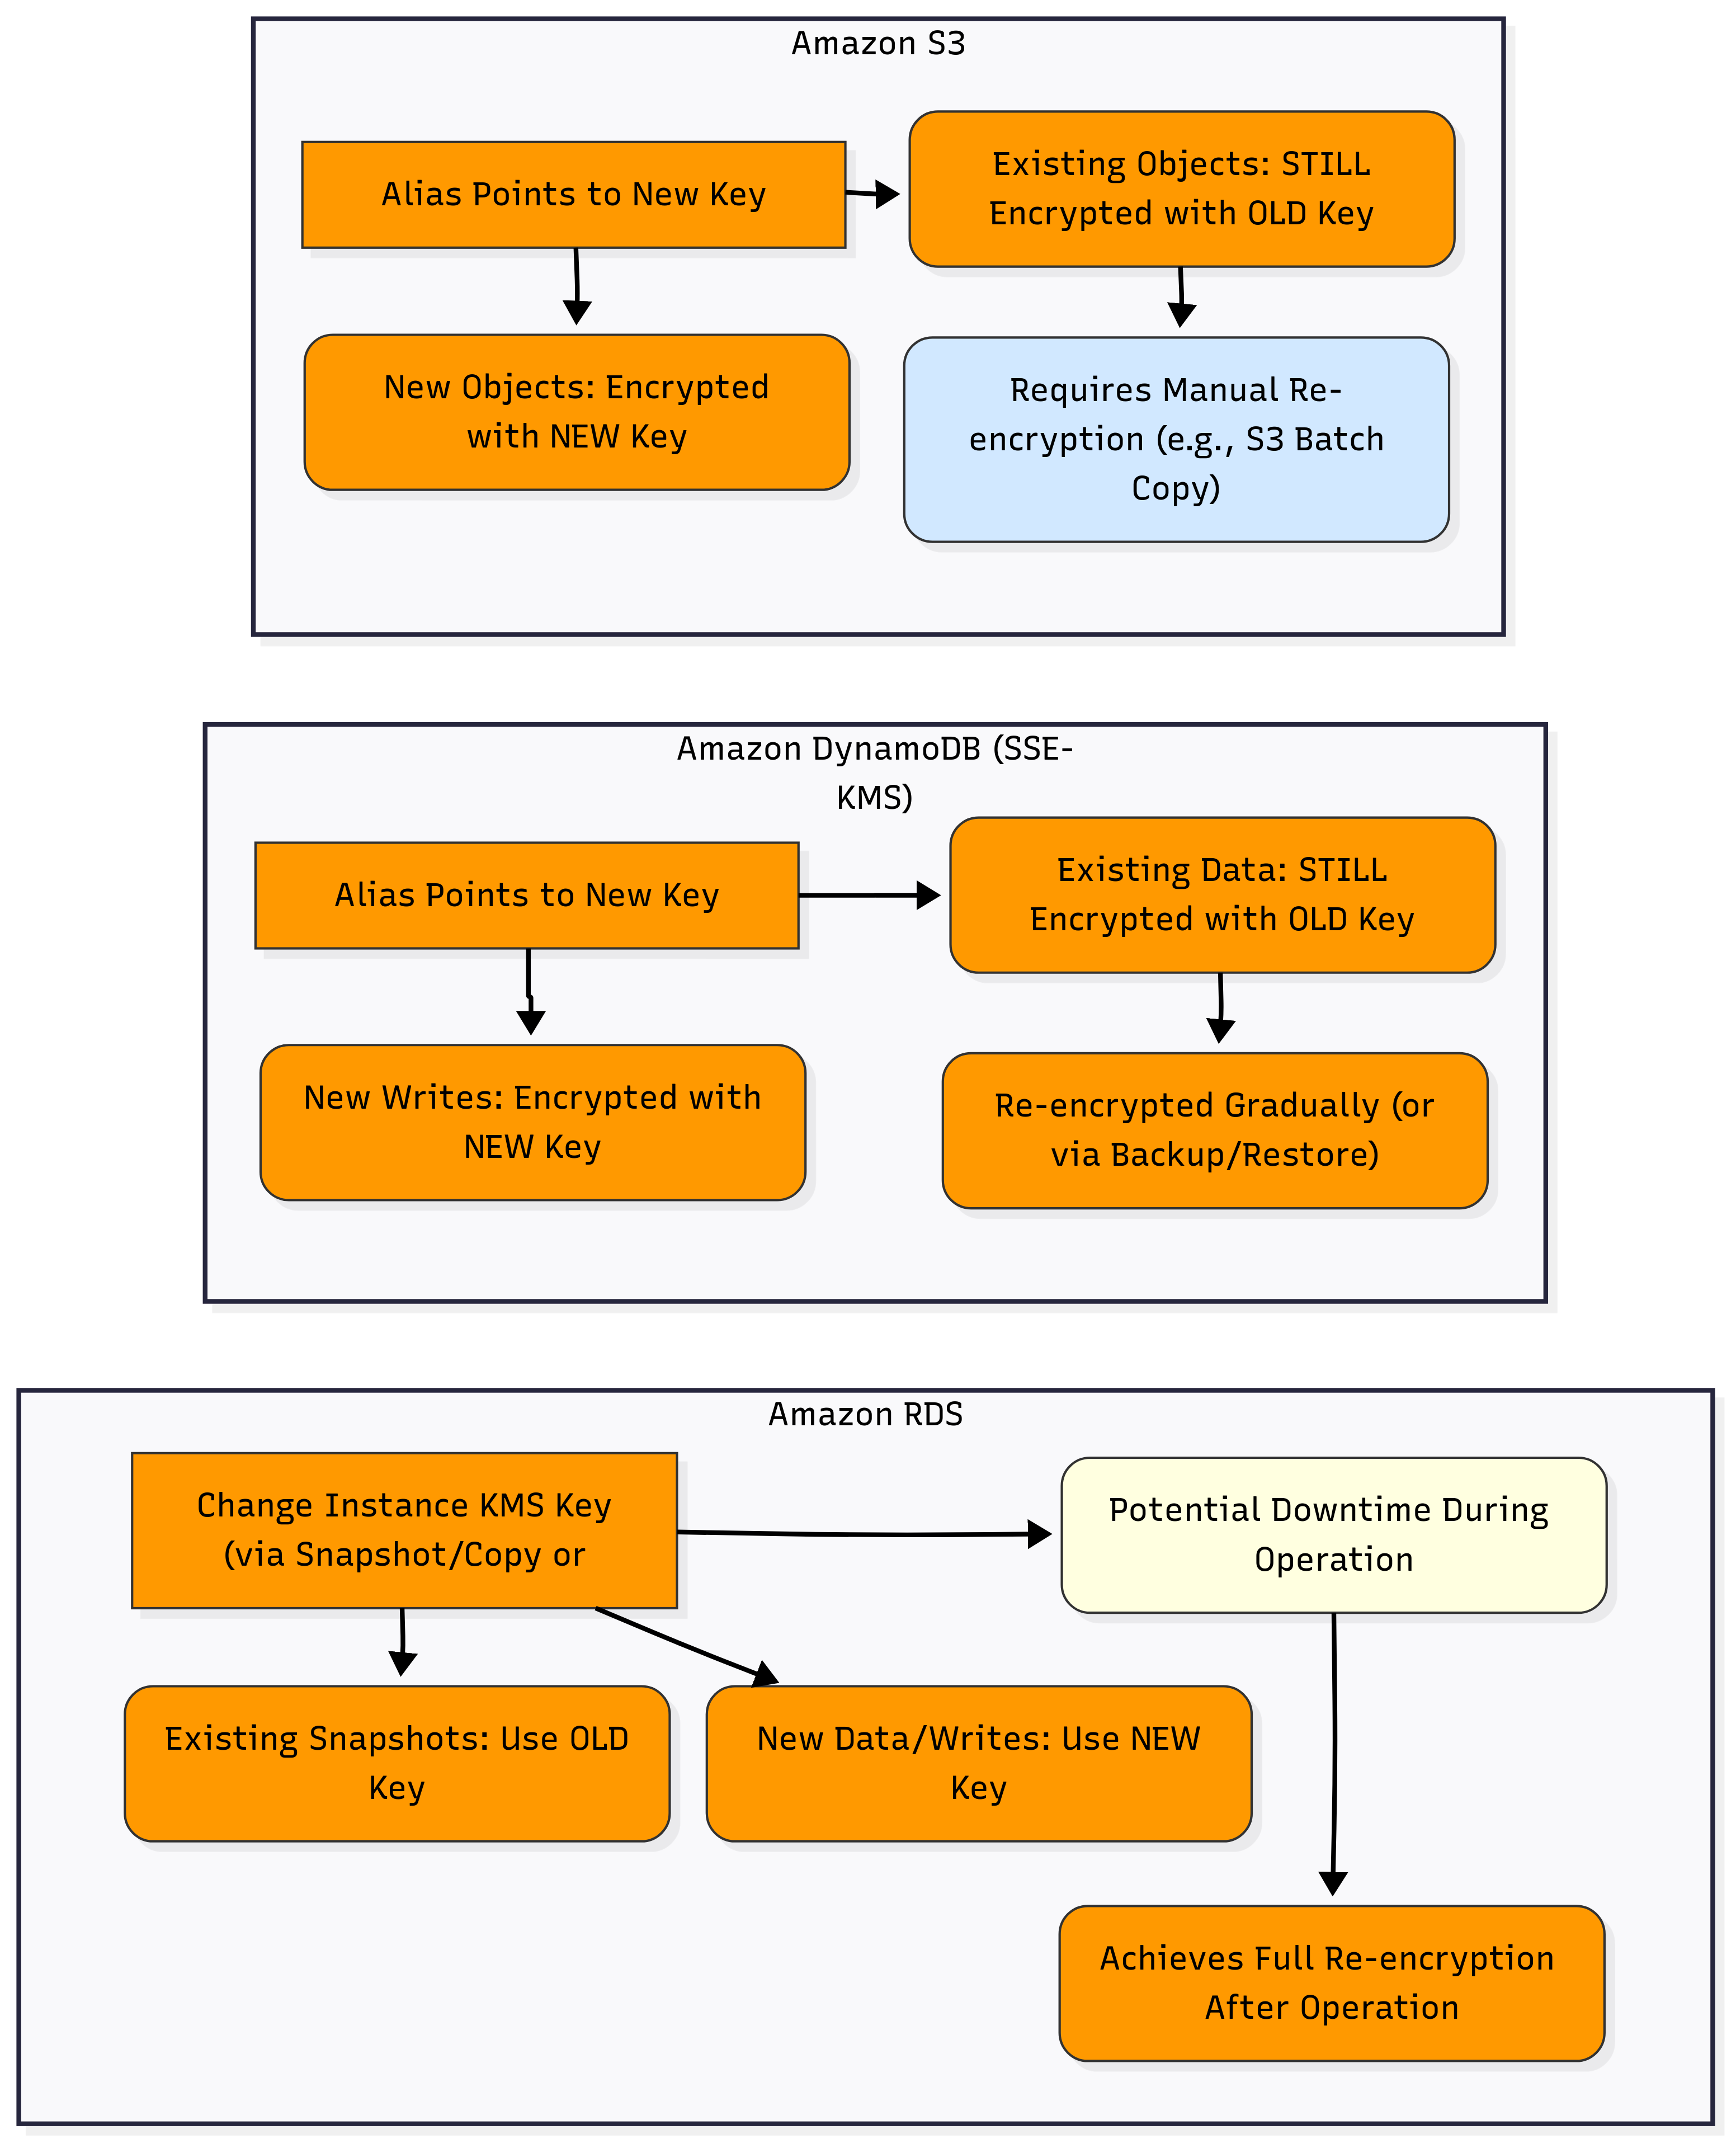 Amazon S3
Alias Points to New Key
Existing Objects: STILL
Encrypted with OLD Key
New Objects: Encrypted
with NEW Key
Requires Manual Re-
encryption (e.g., S3 Batch
Copy)
Amazon DynamoDB (SSE-
KMS)
Alias Points to New Key
Existing Data: STILL
Encrypted with OLD Key
New Writes: Encrypted with
NEW Key
Re-encrypted Gradually (or
via Backup/Restore)
Amazon RDS
Change Instance KMS Key
(via Snapshot/Copy or
Potential Downtime During
Operation
Existing Snapshots: Use OLD
Key
New Data/Writes: Use NEW
Key
Achieves Full Re-encryption
After Operation